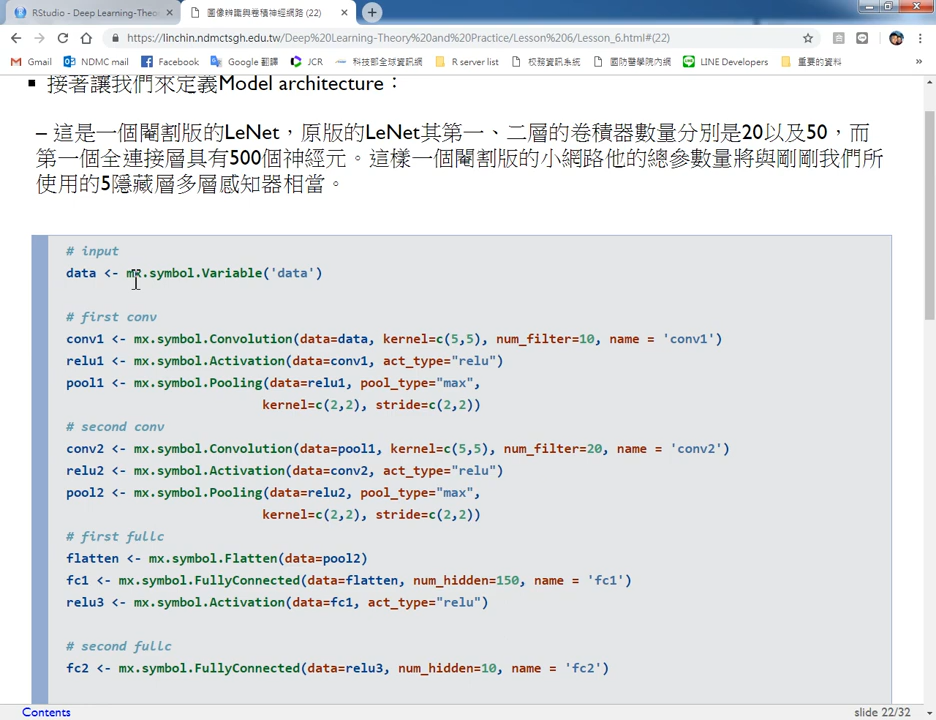 RStudio - Deep Learning-Theo
圖像辨識與卷積神經網路 (22)
https://linchin.ndmctsgh.edu.tw/Deep%20Learning-Theory%20and%20Practice/Lesson%206/Lesson_6.html#(22)
Gmail NDMC mail Facebook Google 翻譯 JCR 科技部全球資訊網 R server list 校務資訊系統 國防醫學院內網 LINE Developers 重要的資料 »
▪ 接著讓我們來定義Model architecture：
– 這是一個閹割版的LeNet，原版的LeNet其第一、二層的卷積器數量分別是20以及50，而
第一個全連接層具有500個神經元。這樣一個閹割版的小網路他的總參數量將與剛剛我們所
使用的5隱藏層多層感知器相當。
# input
data <- mx.symbol.Variable('data')
# first conv
conv1 <- mx.symbol.Convolution(data=data, kernel=c(5,5), num_filter=10, name = 'conv1')
relu1 <- mx.symbol.Activation(data=conv1, act_type="relu")
pool1 <- mx.symbol.Pooling(data=relu1, pool_type="max",
kernel=c(2,2), stride=c(2,2))
# second conv
conv2 <- mx.symbol.Convolution(data=pool1, kernel=c(5,5), num_filter=20, name = 'conv2')
relu2 <- mx.symbol.Activation(data=conv2, act_type="relu")
pool2 <- mx.symbol.Pooling(data=relu2, pool_type="max",
kernel=c(2,2), stride=c(2,2))
# first fullc
flatten <- mx.symbol.Flatten(data=pool2)
fc1 <- mx.symbol.FullyConnected(data=flatten, num_hidden=150, name = 'fc1')
relu3 <- mx.symbol.Activation(data=fc1, act_type="relu")
# second fullc
fc2 <- mx.symbol.FullyConnected(data=relu3, num_hidden=10, name = 'fc2')
Contents
slide 22/32